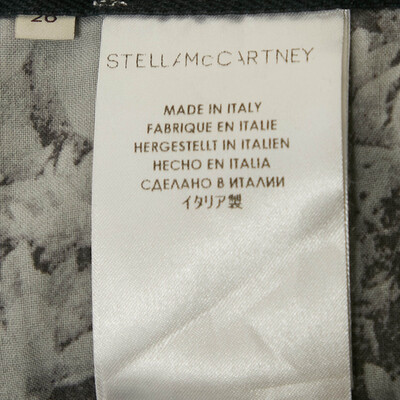 26
STELLA McCARTNEY
MADE IN ITALY
FABRIQUE EN ITALIE
HERGESTELLT IN ITALIEN
HECHO EN ITALIA
СДЕЛАНО В ИТАЛИИ
イタリア製